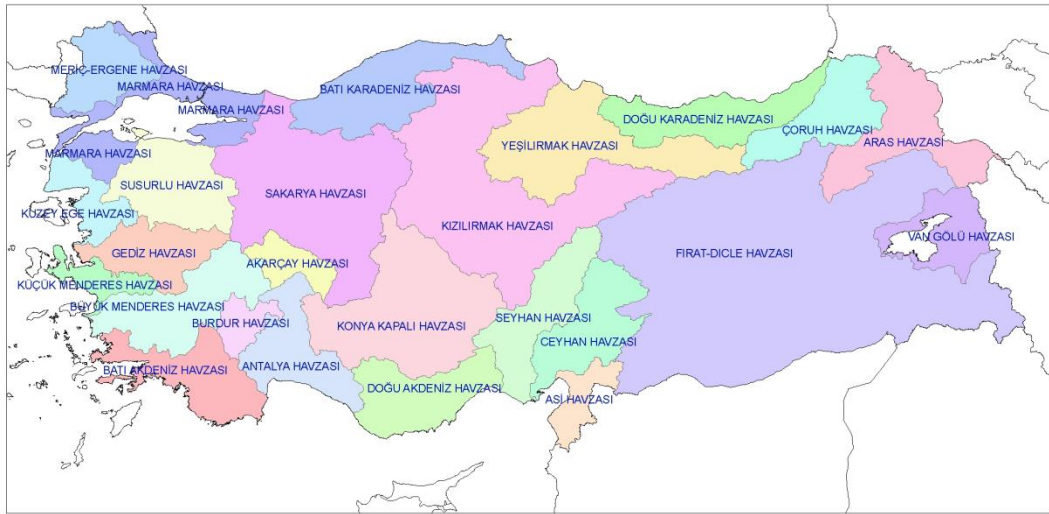 MERİÇ-ERGENE HAVZASI
MARMARA HAVZASI
MARMARA HAVZASI
BATI KARADENİZ HAVZASI
DOĞU KARADENİZ HAVZASI
ÇORUH HAVZASI
ARAS HAVZASI
YEŞİLIRMAK HAVZASI
MARMARA HAVZASI
SUSURLU HAVZASI
SAKARYA HAVZASI
KUZEY EGE HAVZASI
KIZILIRMAK HAVZASI
VAN GÖLÜ HAVZASI
GEDİZ HAVZASI
FIRAT-DICLE HAVZASI
AKARÇAY HAVZASI
KÜÇÜK MENDERES HAVZASI
BÜYÜK MENDERES HAVZASI
BURDUR HAVZASI
KONYA KAPALI HAVZASI
SEYHAN HAVZASI
CEYHAN HAVZASI
BATI AKDENİZ HAVZASI
ANTALYA HAVZASI
DOĞU AKDENİZ HAVZASI
ASİ HAVZASI